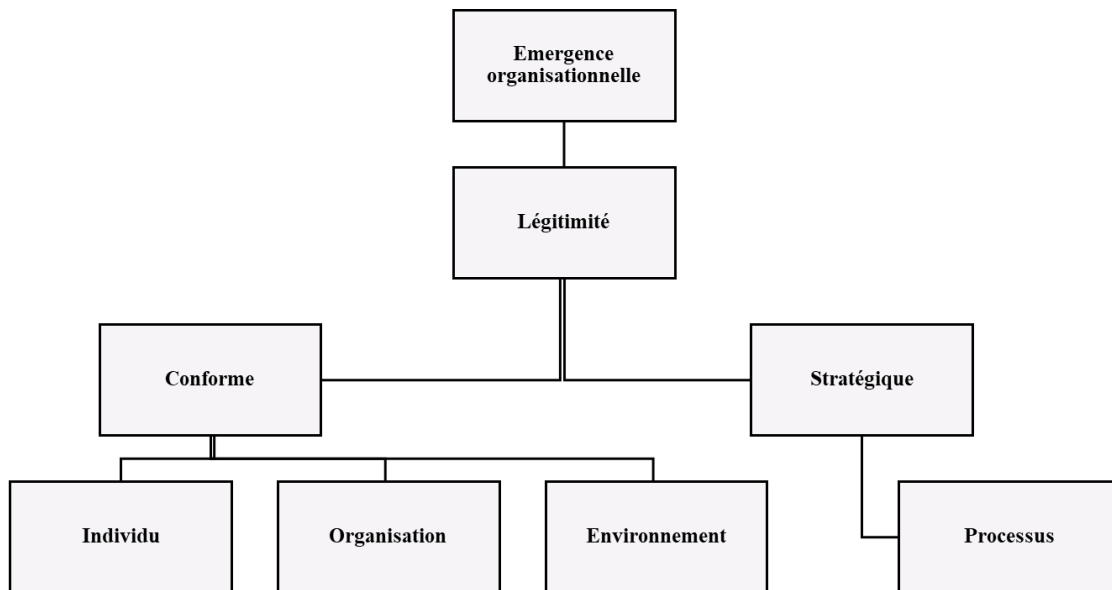 Emergence
organisationnelle
Légitimité
Conforme
Stratégique
Individu
Organisation
Environnement
Processus